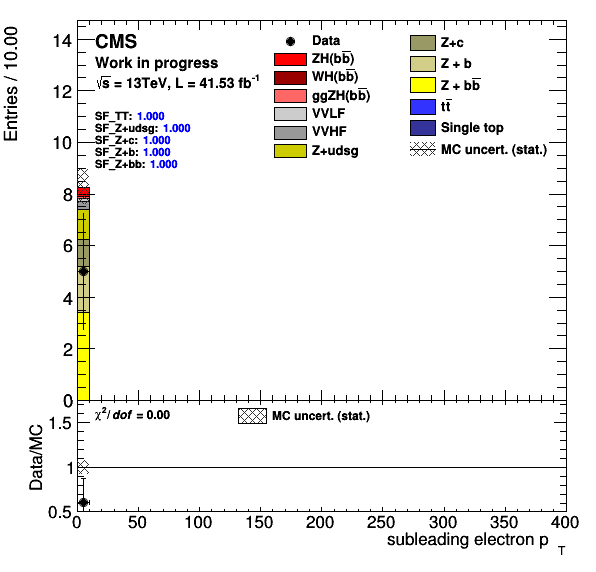 CMS
Work in progress
√s = 13TeV, L = 41.53 fb⁻¹
SF_TT: 1.000
SF_Z+udsg: 1.000
SF_Z+c: 1.000
SF_Z+b: 1.000
SF_Z+bb: 1.000
Data
ZH(bb̅)
WH(bb̅)
ggZH(bb̅)
VVLF
VVHF
Z+udsg
Z+c
Z + b
Z + bb̅
tt̅
Single top
MC uncert. (stat.)
Entries / 10.00
14
12
10
8
6
4
2
0
χ²/dof = 0.00
MC uncert. (stat.)
Data/MC
1.5
1
0.5
0 50 100 150 200 250 300 350 400
subleading electron p_T